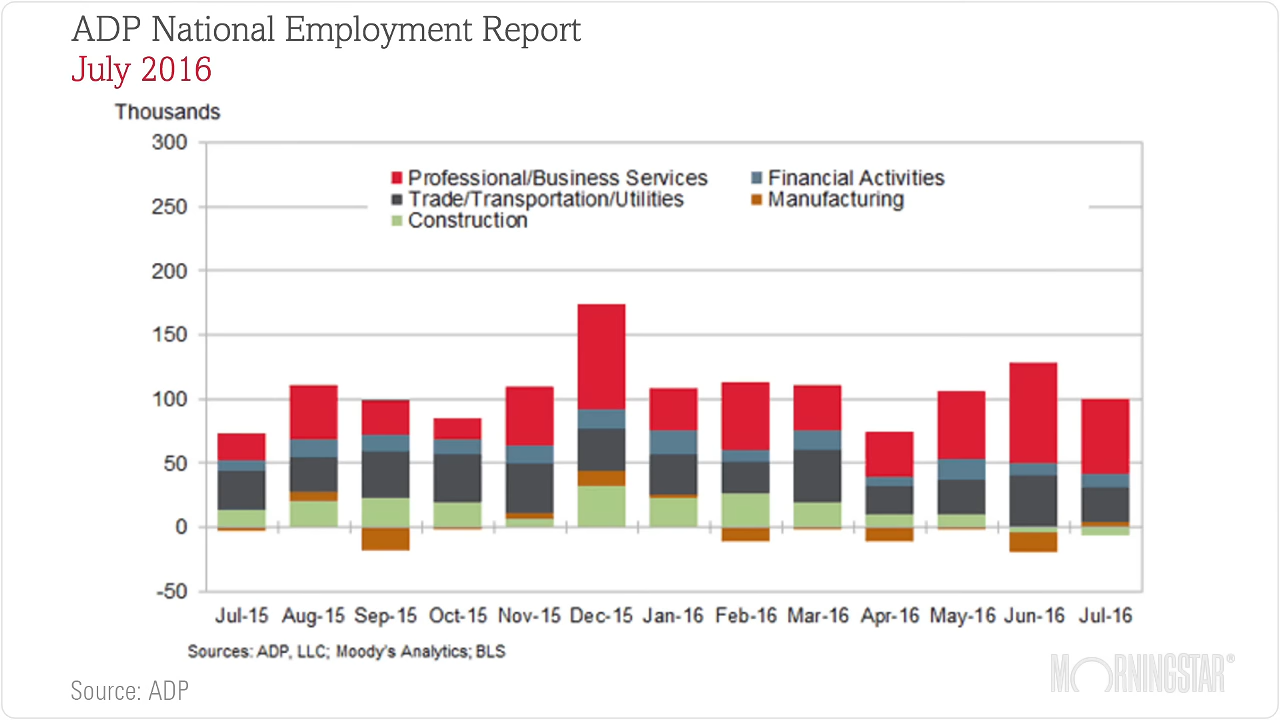 ADP National Employment Report
July 2016
Thousands
300
Professional/Business Services Financial Activities
Trade/Transportation/Utilities Manufacturing
250
Construction
200
150
100
50
0
-50
Jul-15 Aug-15 Sep-15 Oct-15 Nov-15 Dec-15 Jan-16 Feb-16 Mar-16 Apr-16 May-16 Jun-16 Jul-16
Sources: ADP, LLC; Moody's Analytics; BLS
MORNINGSTAR®
Source: ADP